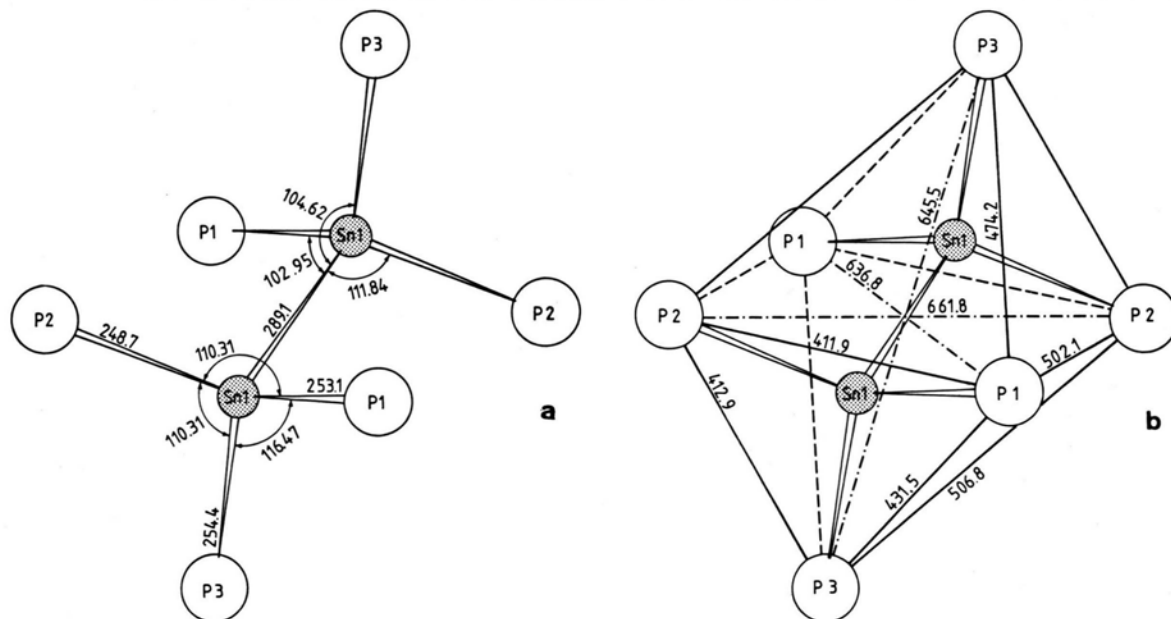 P3
104.62
P1
Sn1
102.95
111.84
P2
P2
289.1
248.7
110.31
253.1
Sn1
P1
110.31
116.47
254.4
P3
a
P3
645.5
474.2
P1
Sn1
636.8
P2
661.8
P2
411.9
502.1
412.9
Sn1
P1
431.5
506.8
P3
b